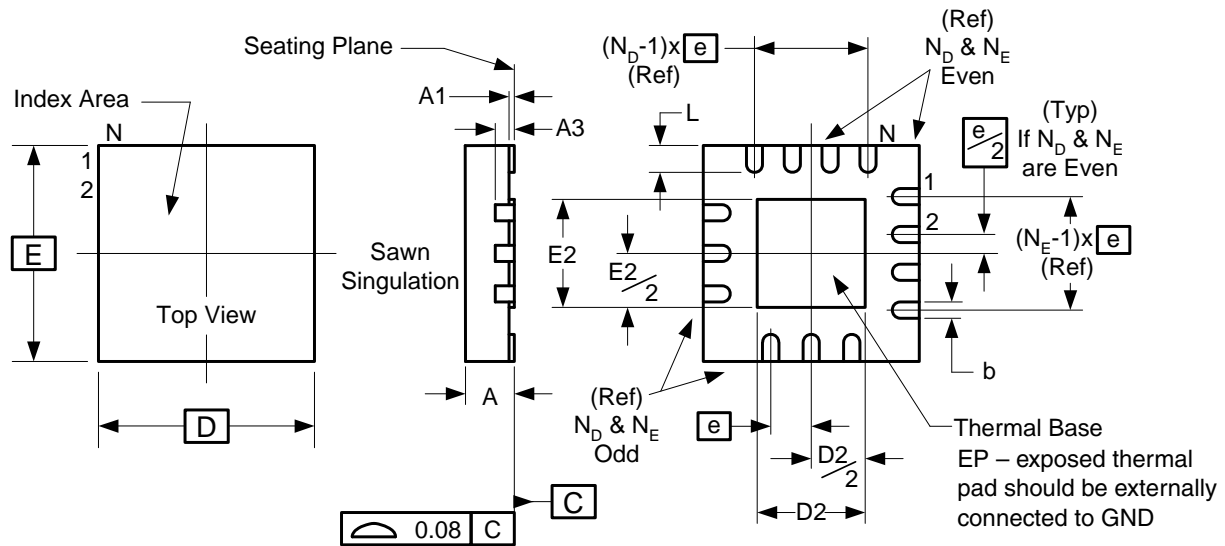 Seating Plane
Index Area
N
1
2
E
Top View
D
A1
A3
Sawn
Singulation
A
C
0.08 C
(N_D-1)x e
(Ref)
(Ref)
N_D & N_E
Even
L
N
e/2
(Typ)
If N_D & N_E
are Even
1
2
(N_E-1)x e
(Ref)
E2
E2/2
b
(Ref)
N_D & N_E
Odd
e
D2/2
D2
Thermal Base
EP – exposed thermal
pad should be externally
connected to GND